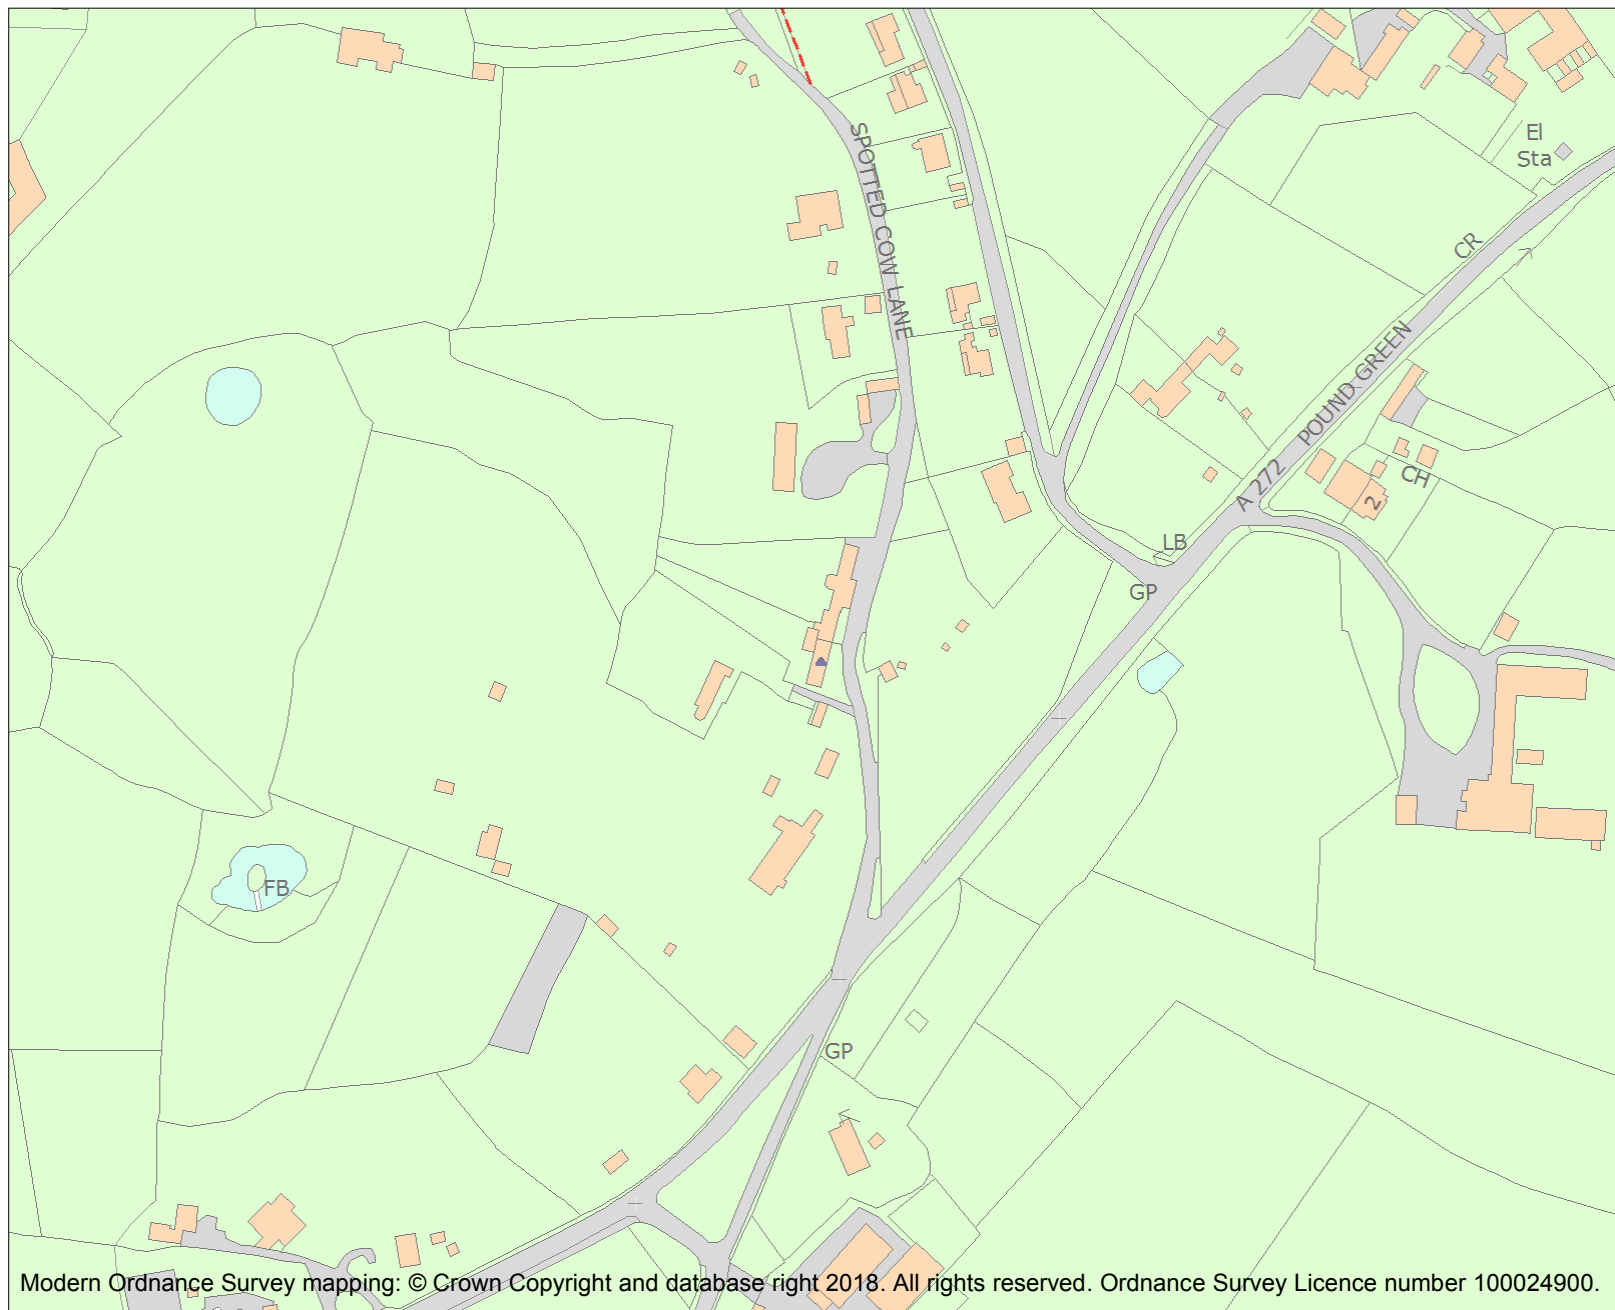 SPOTTED COW LANE
El
Sta
CR
POUND GREEN
A 272
CH
2
LB
GP
FB
GP
Modern Ordnance Survey mapping: © Crown Copyright and database right 2018. All rights reserved. Ordnance Survey Licence number 100024900.